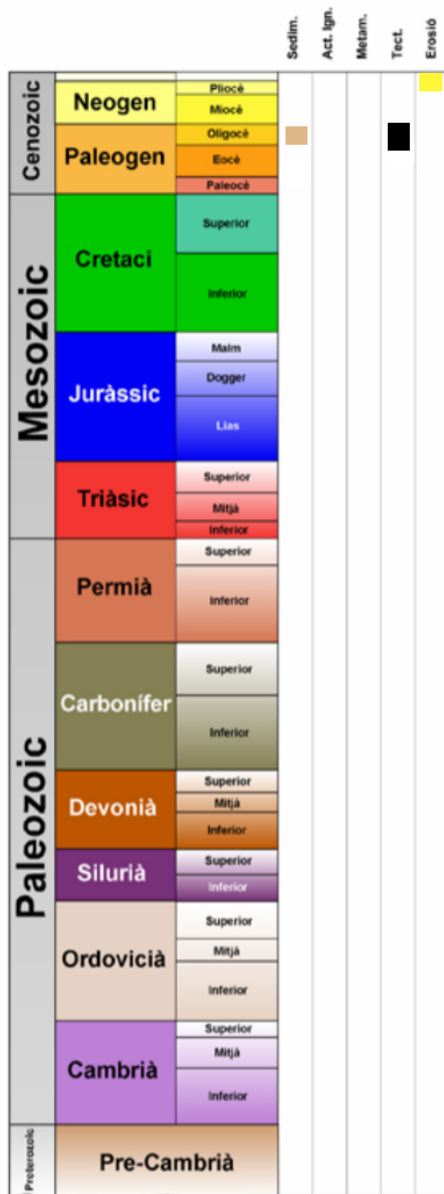 Sedim.
Act. Ign.
Metam.
Tect.
Erosió
Cenozoic
Neogen
Pliocè
Miocè
Paleogen
Oligocè
Eocè
Paleocè
Mesozoic
Cretaci
Superior
Inferior
Juràssic
Malm
Dogger
Lias
Triàsic
Superior
Mitjà
Inferior
Paleozoic
Permià
Superior
Inferior
Carbonífer
Superior
Inferior
Devonià
Superior
Mitjà
Inferior
Silurià
Superior
Inferior
Ordovicià
Superior
Mitjà
Inferior
Cambrià
Superior
Mitjà
Inferior
Proterozoic
Pre-Cambrià